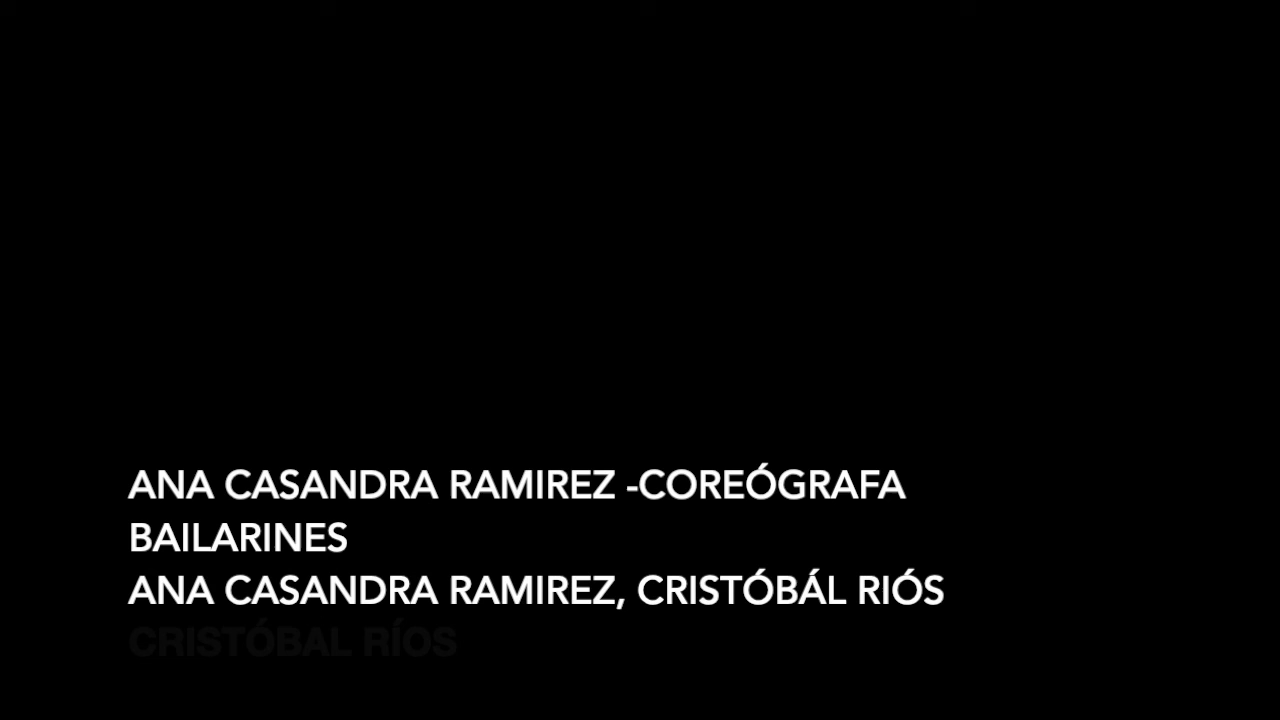 ANA CASANDRA RAMIREZ -COREÓGRAFA
BAILARINES
ANA CASANDRA RAMIREZ, CRISTÓBÁL RIÓS
CRISTÓBAL RÍOS